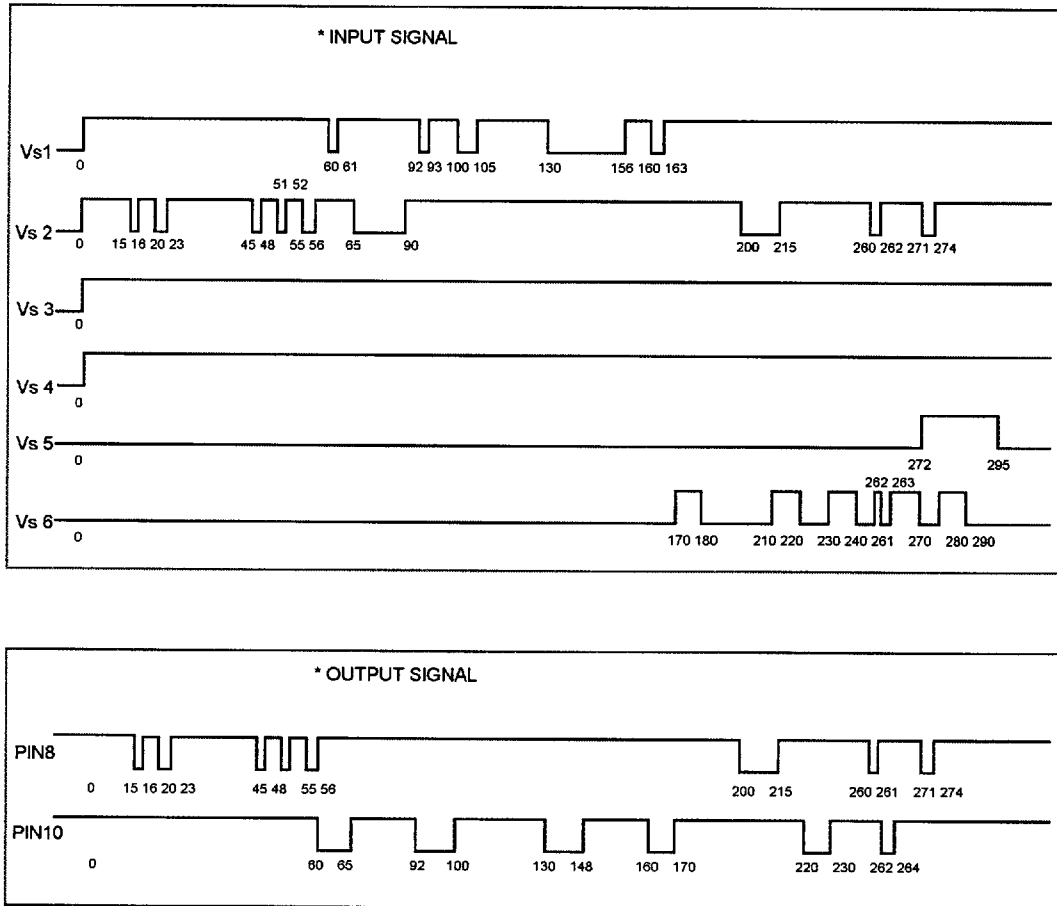 * INPUT SIGNAL
Vs1
0
60 61
92 93 100 105
130
156 160 163
51 52
Vs 2
0
15 16 20 23
45 48
55 56
65
90
200 215
260 262 271 274
Vs 3
0
Vs 4
0
Vs 5
0
272
295
262 263
Vs 6
0
170 180
210 220 230 240 261
270 280 290
* OUTPUT SIGNAL
PIN8
0
15 16 20 23
45 48
55 56
200 215
260 261
271 274
PIN10
0
60 65
92 100
130 148
160 170
220 230
262 264